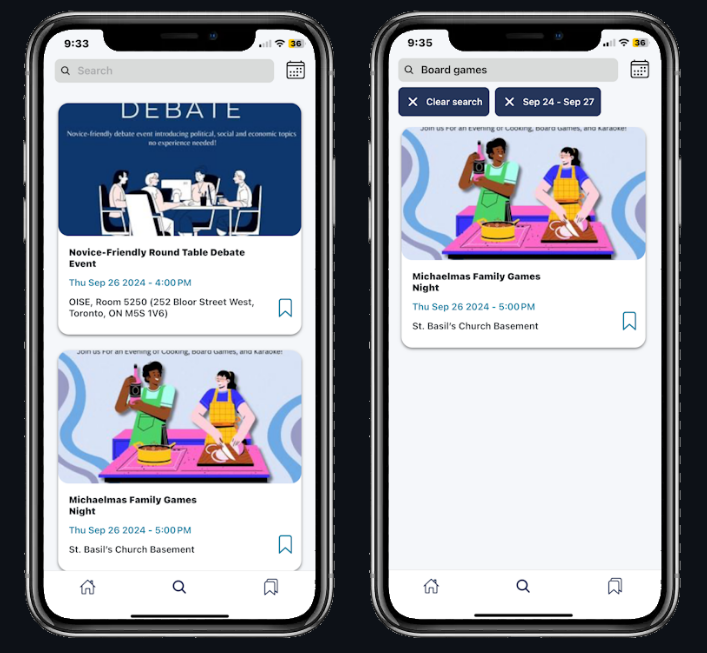 9:33
36
Search
DEBATE
Novice-friendly debate event introducing political, social and economic topics
no experience needed!
Novice-Friendly Round Table Debate
Event
Thu Sep 26 2024 - 4:00PM
OISE, Room 5250 (252 Bloor Street West,
Toronto, ON M5S 1V6)
Join us For an Evening of Cooking, Board Games, and Karaoke!
Michaelmas Family Games
Night
Thu Sep 26 2024 - 5:00PM
St. Basil's Church Basement
9:35
36
Board games
Clear search
Sep 24 - Sep 27
Join us For an Evening of Cooking, Board Games, and Karaoke!
Michaelmas Family Games
Night
Thu Sep 26 2024 - 5:00PM
St. Basil's Church Basement